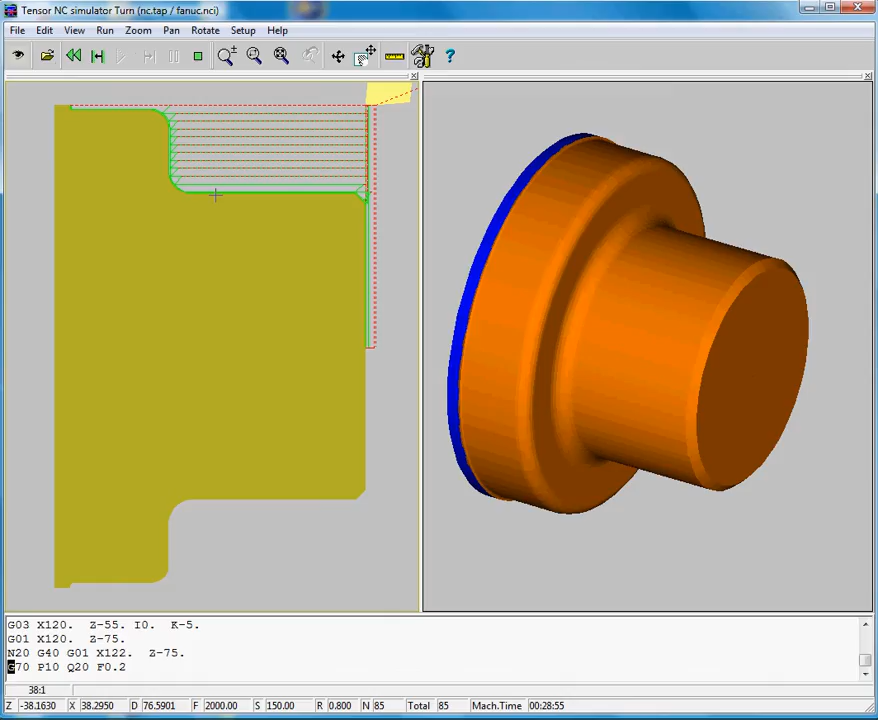 Tensor NC simulator Turn (nc.tap / fanuc.nci)
File Edit View Run Zoom Pan Rotate Setup Help
G03 X120. Z-55. I0. K-5.
G01 X120. Z-75.
N20 G40 G01 X122. Z-75.
G70 P10 Q20 F0.2
38:1
Z -38.1630 X 38.2950 D 76.5901 F 2000.00 S 150.00 R 0.800 N 85 Total 85 Mach.Time 00:28:55